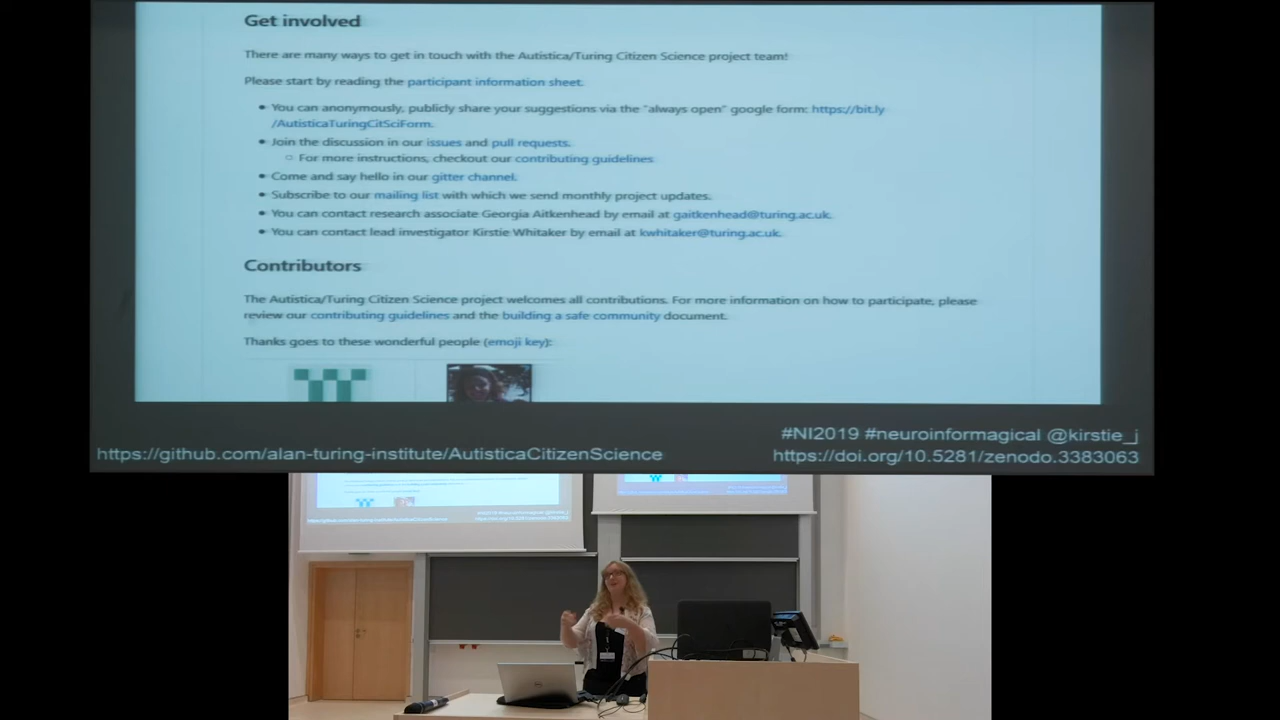 Get involved
There are many ways to get in touch with the Autistica/Turing Citizen Science project team!
Please start by reading the participant information sheet.
You can anonymously, publicly share your suggestions via the "always open" google form: https://bit.ly
/AutisticaTuringCitSciForm.
Join the discussion in our issues and pull requests.
For more instructions, checkout our contributing guidelines
Come and say hello in our gitter channel.
Subscribe to our mailing list with which we send monthly project updates.
You can contact research associate Georgia Aitkenhead by email at gaitkenhead@turing.ac.uk.
You can contact lead investigator Kirstie Whitaker by email at kwhitaker@turing.ac.uk.
Contributors
The Autistica/Turing Citizen Science project welcomes all contributions. For more information on how to participate, please
review our contributing guidelines and the building a safe community document.
Thanks goes to these wonderful people (emoji key):
#NI2019 #neuroinformagical @kirstie_j
https://github.com/alan-turing-institute/AutisticaCitizenScience
https://doi.org/10.5281/zenodo.3383063